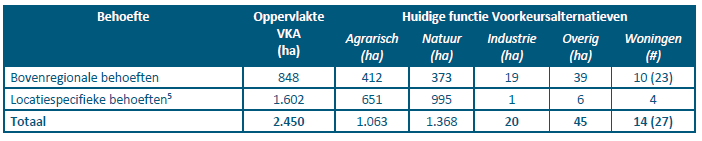 Behoefte Oppervlakte VKA (ha) Huidige functie Voorkeursalternatieven
Agrarisch (ha) Natuur (ha) Industrie (ha) Overig (ha) Woningen (#)
Bovenregionale behoeften 848 412 373 19 39 10 (23)
Locatiespecifieke behoeften⁵ 1.602 651 995 1 6 4
Totaal 2.450 1.063 1.368 20 45 14 (27)